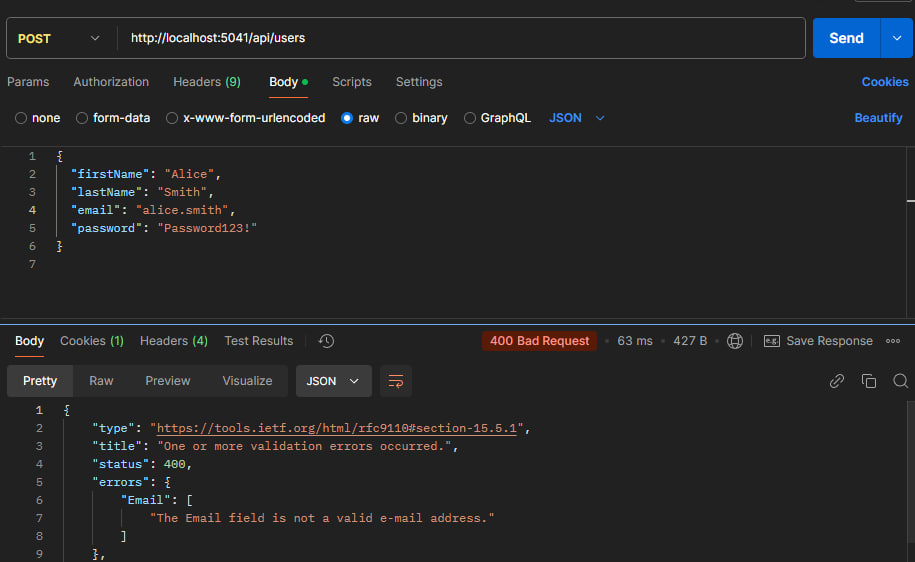 POST http://localhost:5041/api/users Send
Params Authorization Headers (9) Body Scripts Settings Cookies
none form-data x-www-form-urlencoded raw binary GraphQL JSON Beautify
1 {
2 "firstName": "Alice",
3 "lastName": "Smith",
4 "email": "alice.smith",
5 "password": "Password123!"
6 }
7
Body Cookies (1) Headers (4) Test Results 400 Bad Request • 63 ms • 427 B e.g. Save Response
Pretty Raw Preview Visualize JSON
1 {
2 "type": "https://tools.ietf.org/html/rfc9110#section-15.5.1",
3 "title": "One or more validation errors occurred.",
4 "status": 400,
5 "errors": {
6 "Email": [
7 "The Email field is not a valid e-mail address."
8 ]
9 },